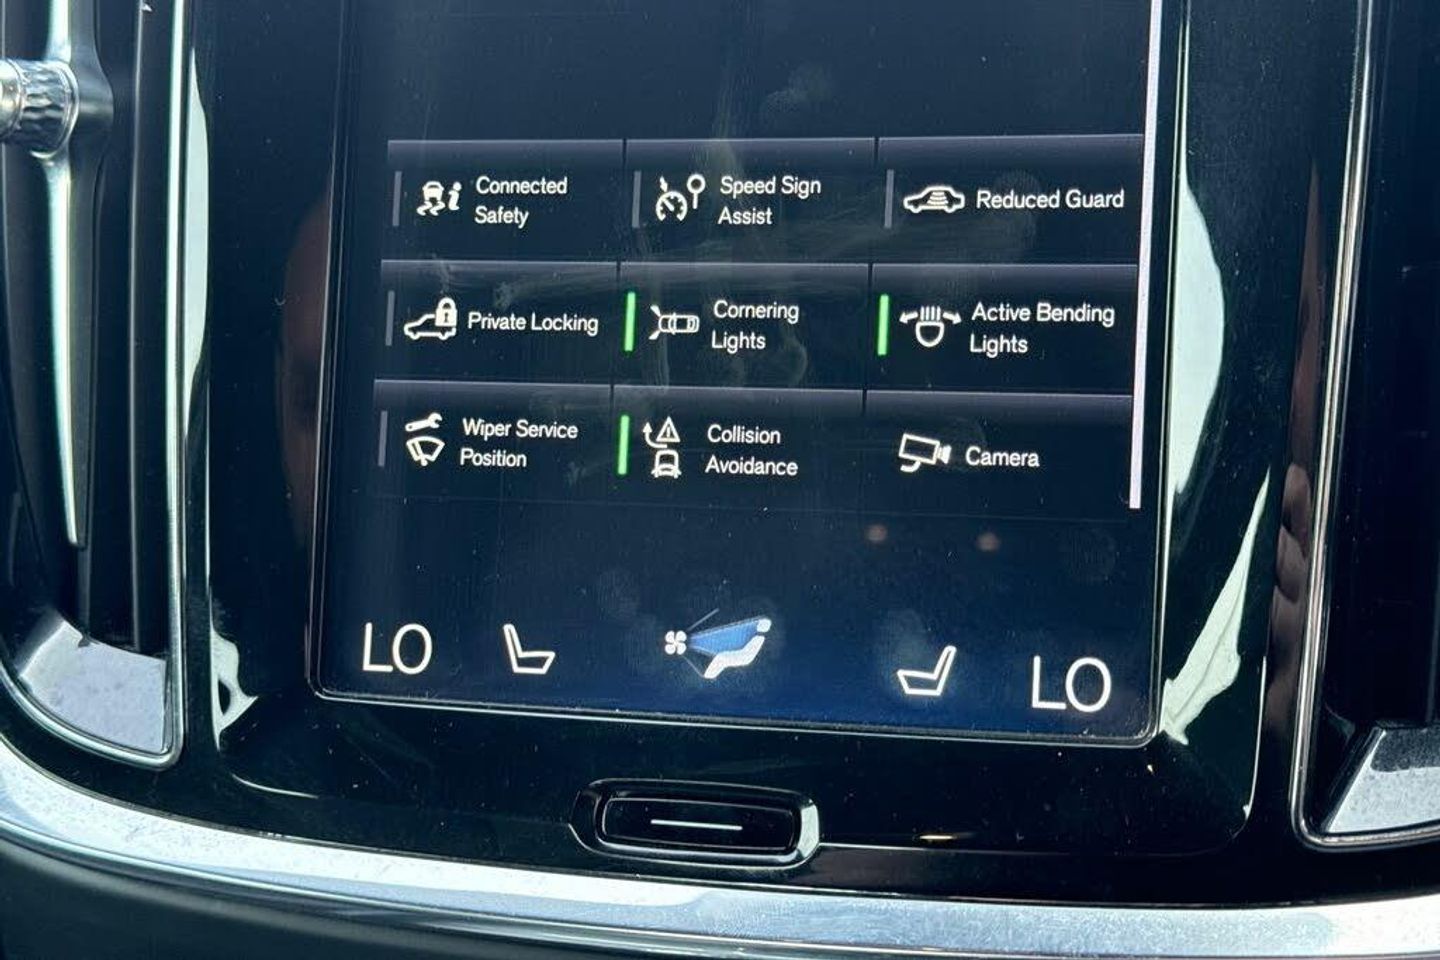 Connected
Safety
Speed Sign
Assist
Reduced Guard
Private Locking
Cornering
Lights
Active Bending
Lights
Wiper Service
Position
Collision
Avoidance
Camera
LO
LO